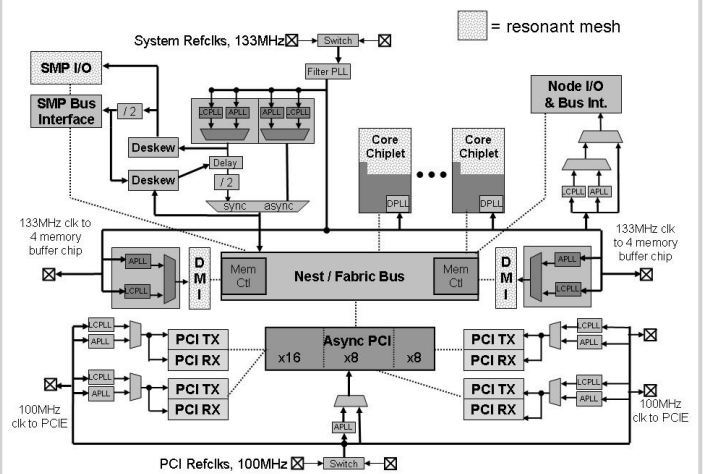 System Refclks, 133MHz
Switch
= resonant mesh
Filter PLL
SMP I/O
SMP Bus
Interface
/ 2
LCPLL
APLL
APLL
LCPLL
Deskew
Deskew
Delay
/ 2
sync
async
Core
Chiplet
DPLL
Core
Chiplet
DPLL
Node I/O
& Bus Int.
LCPLL
APLL
133MHz clk to
4 memory
buffer chip
APLL
LCPLL
D
M
I
Mem
Ctl
Nest / Fabric Bus
Mem
Ctl
D
M
I
APLL
LCPLL
133MHz clk to
4 memory
buffer chip
LCPLL
APLL
PCI TX
PCI RX
Async PCI
x16
x8
x8
PCI TX
PCI RX
LCPLL
APLL
LCPLL
APLL
PCI TX
PCI RX
PCI TX
PCI RX
LCPLL
APLL
100MHz
clk to PCIE
100MHz
clk to PCIE
APLL
PCI Refclks, 100MHz
Switch